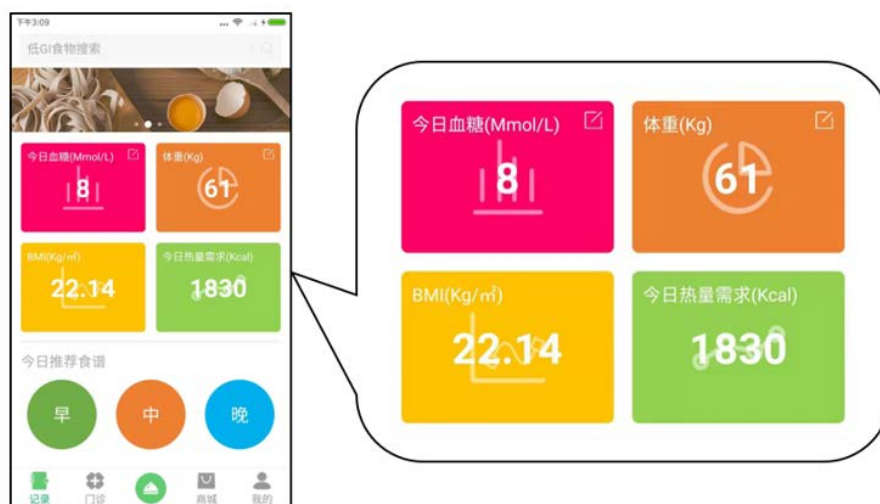 下午3:09
低GI食物搜索
今日血糖(Mmol/L)
8
体重(Kg)
61
BMI(Kg/㎡)
22.14
今日热量需求(Kcal)
1830
今日推荐食谱
早
中
晚
记录
门诊
商城
我的
今日血糖(Mmol/L)
8
体重(Kg)
61
BMI(Kg/㎡)
22.14
今日热量需求(Kcal)
1830